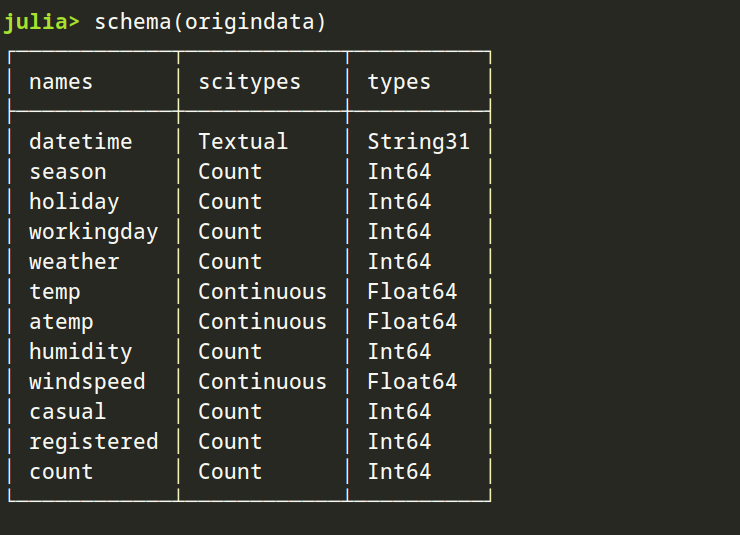 julia> schema(origindata)
names scitypes types
datetime Textual String31
season Count Int64
holiday Count Int64
workingday Count Int64
weather Count Int64
temp Continuous Float64
atemp Continuous Float64
humidity Count Int64
windspeed Continuous Float64
casual Count Int64
registered Count Int64
count Count Int64